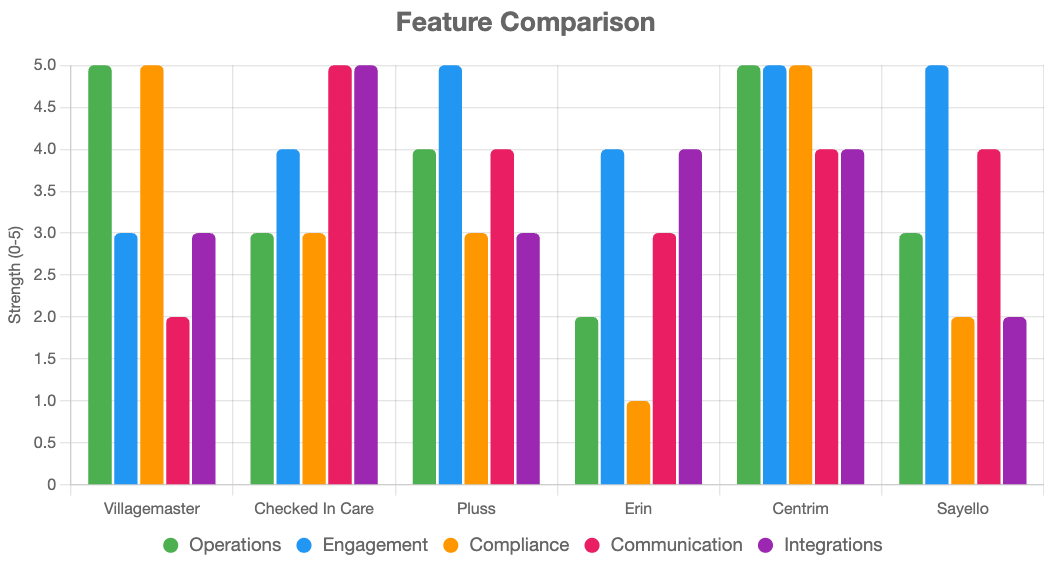 Feature Comparison
Strength (0-5)
5.0
4.5
4.0
3.5
3.0
2.5
2.0
1.5
1.0
0.5
0
Villagemaster Checked In Care Pluss Erin Centrim Sayello
Operations Engagement Compliance Communication Integrations